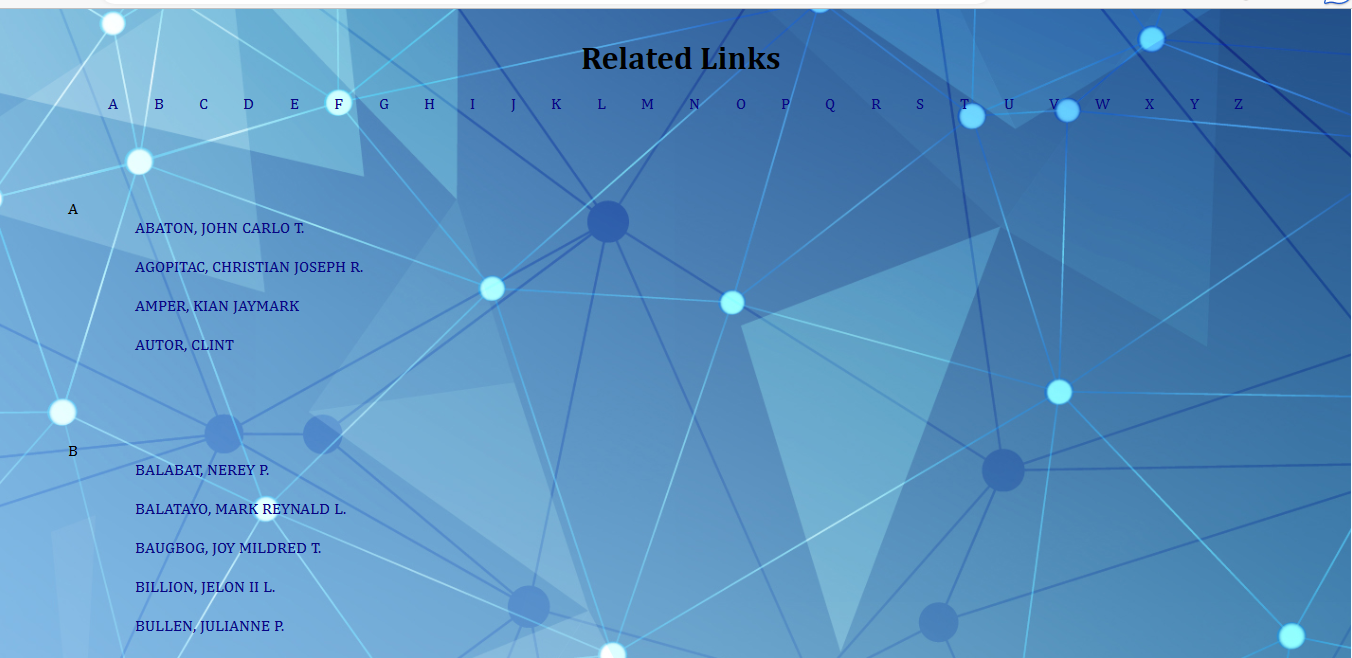 Related Links
A B C D E F G H I J K L M N O P Q R S T U V W X Y Z
A
ABATON, JOHN CARLO T.
AGOPITAC, CHRISTIAN JOSEPH R.
AMPER, KIAN JAYMARK
AUTOR, CLINT
B
BALABAT, NEREY P.
BALATAYO, MARK REYNALD L.
BAUGBOG, JOY MILDRED T.
BILLION, JELON II L.
BULLEN, JULIANNE P.